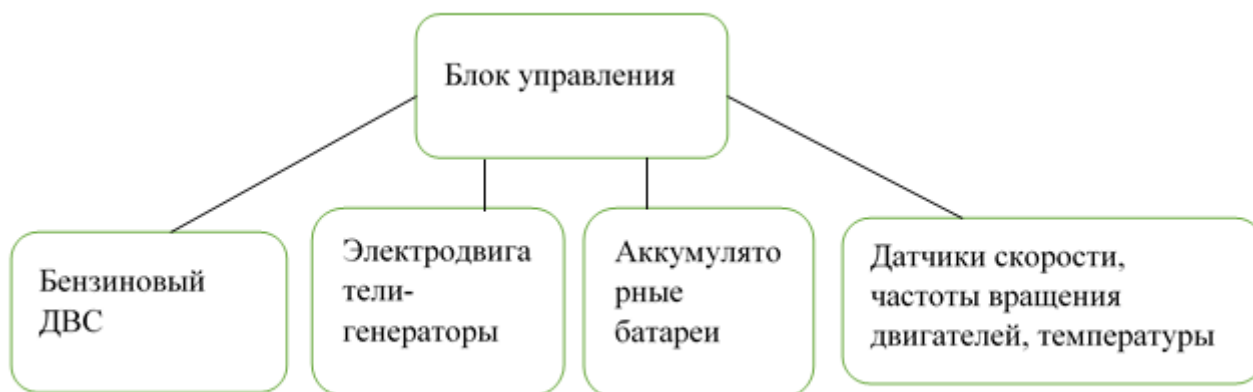 Блок управления
Бензиновый
ДВС
Электродвига
тели-
генераторы
Аккумулято
рные
батареи
Датчики скорости,
частоты вращения
двигателей, температуры